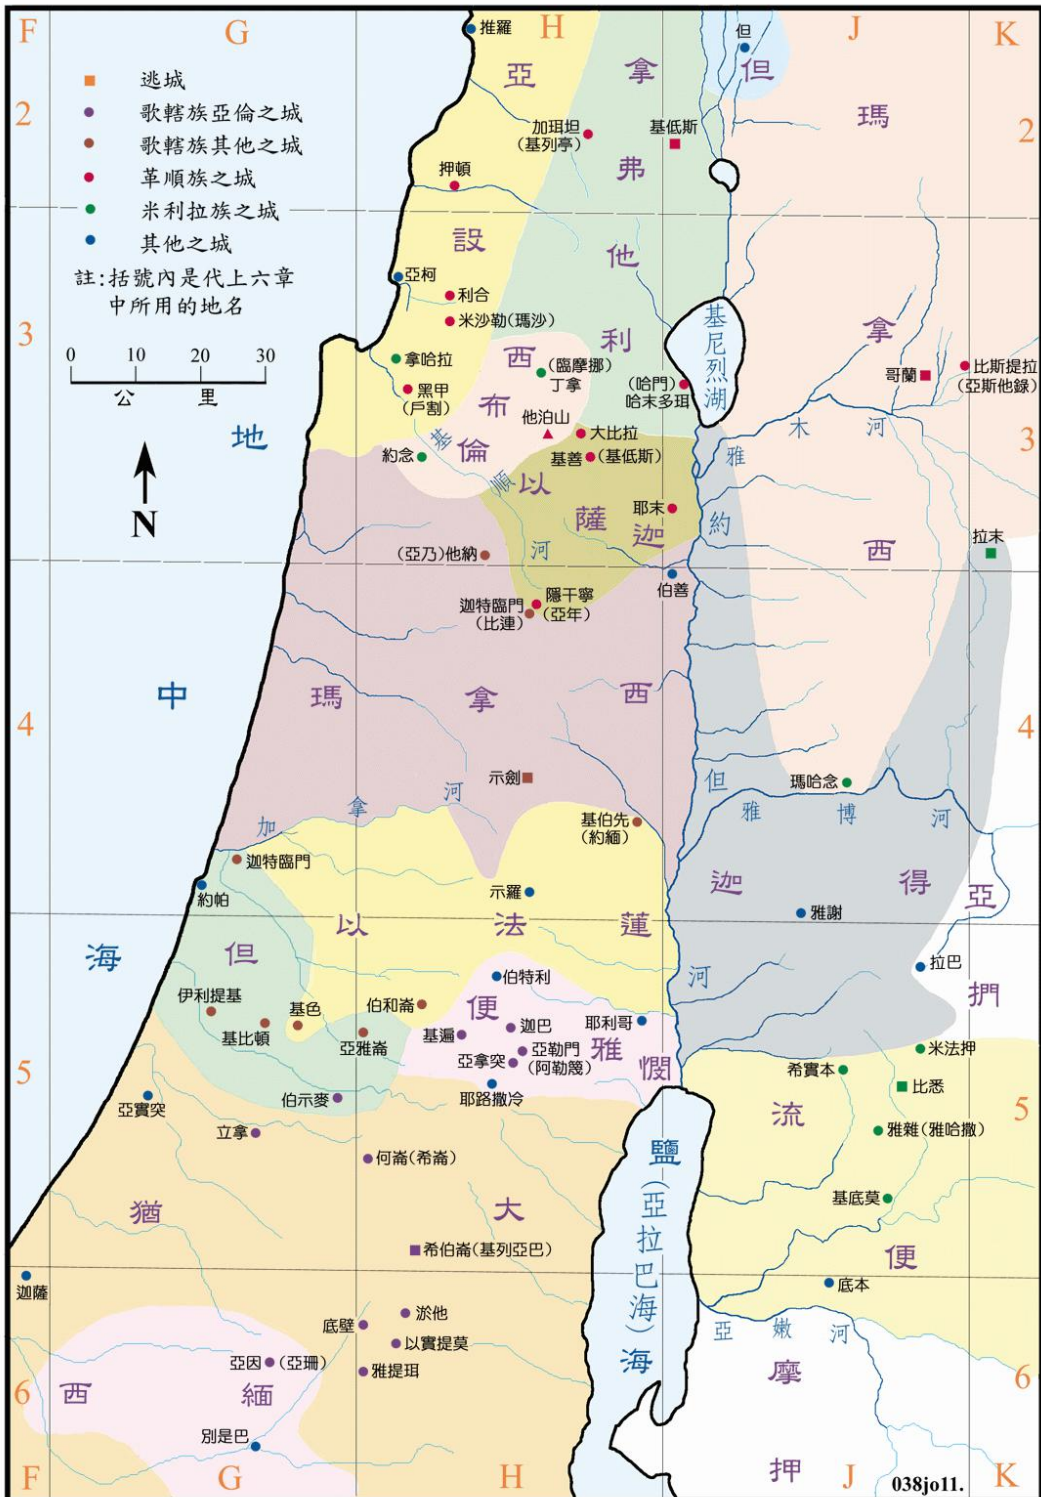 F
G
H
J
K
2
2
3
3
4
4
5
5
6
6
F
G
H
J
K
逃城
歌轄族亞倫之城
歌轄族其他之城
革順族之城
米利拉族之城
其他之城
註:括號內是代上六章
中所用的地名
0 10 20 30
公里
N
地
中
海
推羅
亞
設
拿
弗
他
利
但
但
瑪
拿
西
加珥坦
(基列亭)
基低斯
押頓
亞柯
利合
米沙勒(瑪沙)
拿哈拉
黑甲
(戶割)
西
布
倫
(臨摩挪)
丁拿
(哈門)
哈末多珥
基尼烈湖
哥蘭
比斯提拉
(亞斯他錄)
他泊山
大比拉
約念
基善(基低斯)
基順河
以
薩
迦
耶末
雅木河
拉末
(亞乃)他納
伯善
隱干寧
(亞年)
迦特臨門
(比連)
瑪拿西
約但河
示劍
瑪哈念
雅博河
加拿河
基伯先
(約緬)
迦特臨門
約帕
示羅
迦得
雅謝
亞捫
拉巴
但
以法蓮
伯特利
伊利提基
基比頓
基色
伯和崙
亞雅崙
便雅憫
基遍
迦巴
耶利哥
亞勒門
(阿勒篾)
亞拿突
耶路撒冷
米法押
希實本
比悉
亞實突
伯示麥
立拿
雅雜(雅哈撒)
流便
何崙(希崙)
基底莫
鹽(亞拉巴海)海
猶大
希伯崙(基列亞巴)
迦薩
底本
亞嫩河
底璧
淤他
以實提莫
雅提珥
亞因(亞珊)
西緬
別是巴
摩押
038jo11.